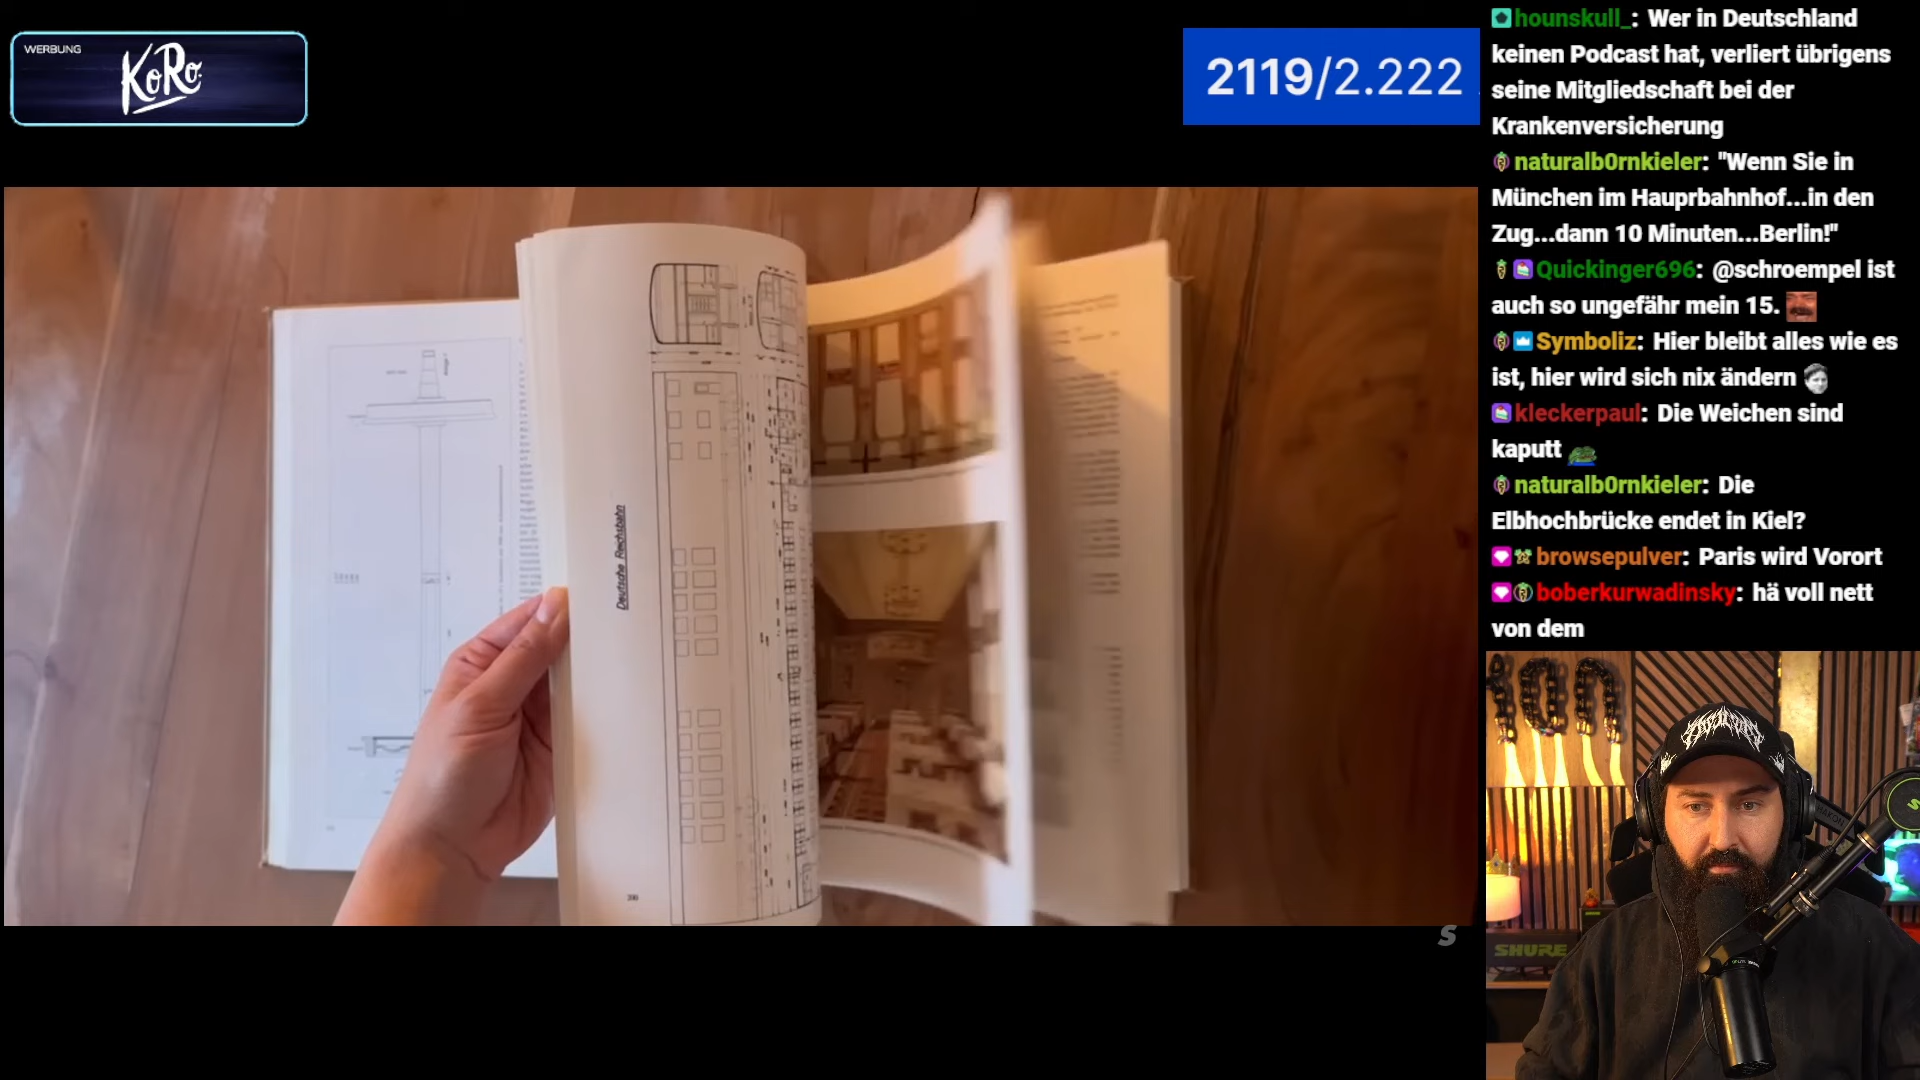 WERBUNG
KoRo
2119/2.222
Deutsche Reichsbahn
200
S
SHURE
hounskull_: Wer in Deutschland
keinen Podcast hat, verliert übrigens
seine Mitgliedschaft bei der
Krankenversicherung
naturalb0rnkieler: "Wenn Sie in
München im Hauprbahnhof...in den
Zug...dann 10 Minuten...Berlin!"
Quickinger696: @schroempel ist
auch so ungefähr mein 15.
Symboliz: Hier bleibt alles wie es
ist, hier wird sich nix ändern
kleckerpaul: Die Weichen sind
kaputt
naturalb0rnkieler: Die
Elbhochbrücke endet in Kiel?
browsepulver: Paris wird Vorort
boberkurwadinsky: hä voll nett
von dem